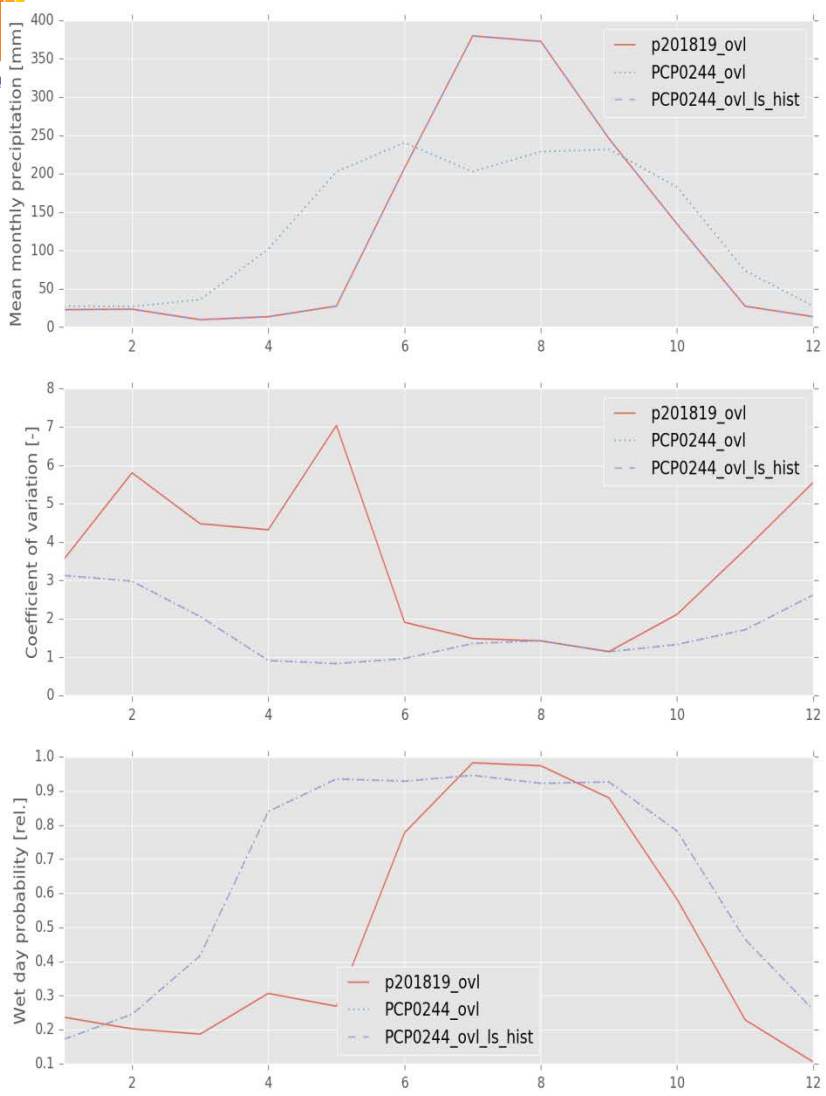 Mean monthly precipitation [mm]
400
350
300
250
200
150
100
50
0
p201819_ovl
PCP0244_ovl
PCP0244_ovl_ls_hist
2 4 6 8 10 12
Coefficient of variation [-]
8
7
6
5
4
3
2
1
0
p201819_ovl
PCP0244_ovl
PCP0244_ovl_ls_hist
2 4 6 8 10 12
Wet day probability [rel.]
1.0
0.9
0.8
0.7
0.6
0.5
0.4
0.3
0.2
0.1
p201819_ovl
PCP0244_ovl
PCP0244_ovl_ls_hist
2 4 6 8 10 12